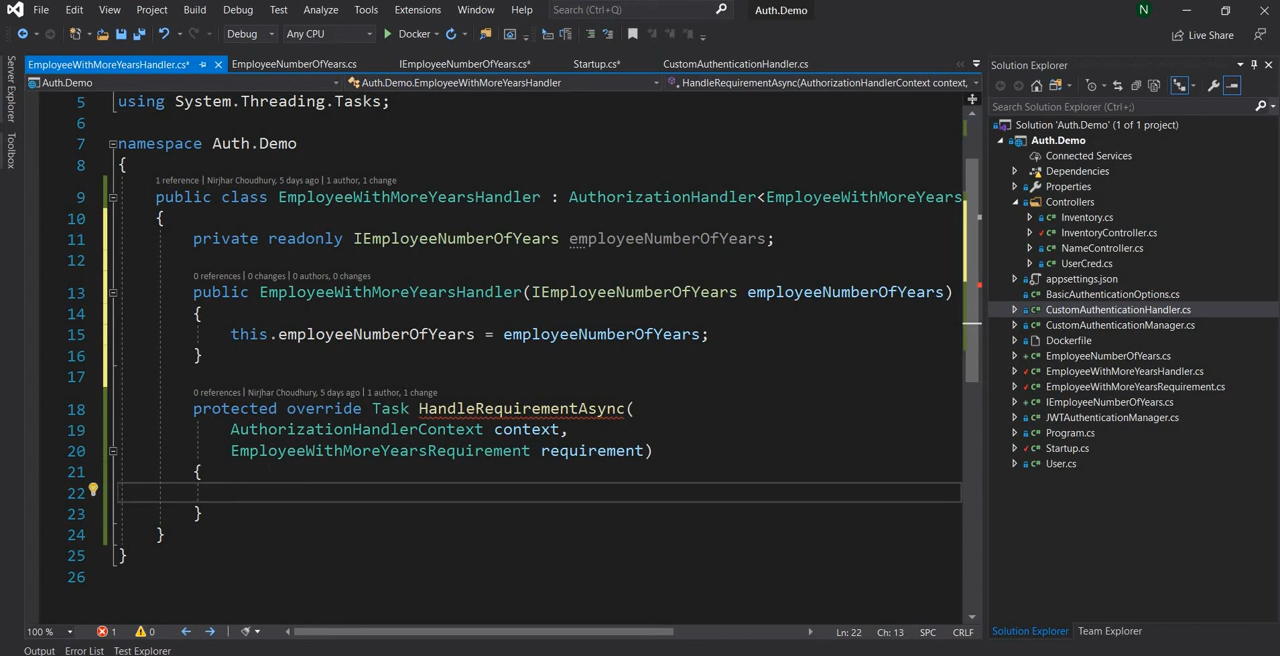 File Edit View Project Build Debug Test Analyze Tools Extensions Window Help Search (Ctrl+Q) Auth.Demo N
Debug Any CPU Docker Live Share
EmployeeWithMoreYearsHandler.cs* EmployeeNumberOfYears.cs IEmployeeNumberOfYears.cs* Startup.cs* CustomAuthenticationHandler.cs
Auth.Demo Auth.Demo.EmployeeWithMoreYearsHandler HandleRequirementAsync(AuthorizationHandlerContext context,
Server Explorer
Toolbox
5 using System.Threading.Tasks;
6
7 namespace Auth.Demo
8 {
1 reference | Nirjhar Choudhury, 5 days ago | 1 author, 1 change
9 public class EmployeeWithMoreYearsHandler : AuthorizationHandler<EmployeeWithMoreYears
10 {
11 private readonly IEmployeeNumberOfYears employeeNumberOfYears;
12
0 references | 0 changes | 0 authors, 0 changes
13 public EmployeeWithMoreYearsHandler(IEmployeeNumberOfYears employeeNumberOfYears)
14 {
15 this.employeeNumberOfYears = employeeNumberOfYears;
16 }
17
0 references | Nirjhar Choudhury, 5 days ago | 1 author, 1 change
18 protected override Task HandleRequirementAsync(
19 AuthorizationHandlerContext context,
20 EmployeeWithMoreYearsRequirement requirement)
21 {
22
23 }
24 }
25 }
26
100 % 1 0 Ln: 22 Ch: 13 SPC CRLF
Output Error List Test Explorer
Solution Explorer
Search Solution Explorer (Ctrl+;)
Solution 'Auth.Demo' (1 of 1 project)
Auth.Demo
Connected Services
Dependencies
Properties
Controllers
Inventory.cs
InventoryController.cs
NameController.cs
UserCred.cs
appsettings.json
BasicAuthenticationOptions.cs
CustomAuthenticationHandler.cs
CustomAuthenticationManager.cs
Dockerfile
EmployeeNumberOfYears.cs
EmployeeWithMoreYearsHandler.cs
EmployeeWithMoreYearsRequirement.cs
IEmployeeNumberOfYears.cs
JWTAuthenticationManager.cs
Program.cs
Startup.cs
User.cs
Solution Explorer Team Explorer